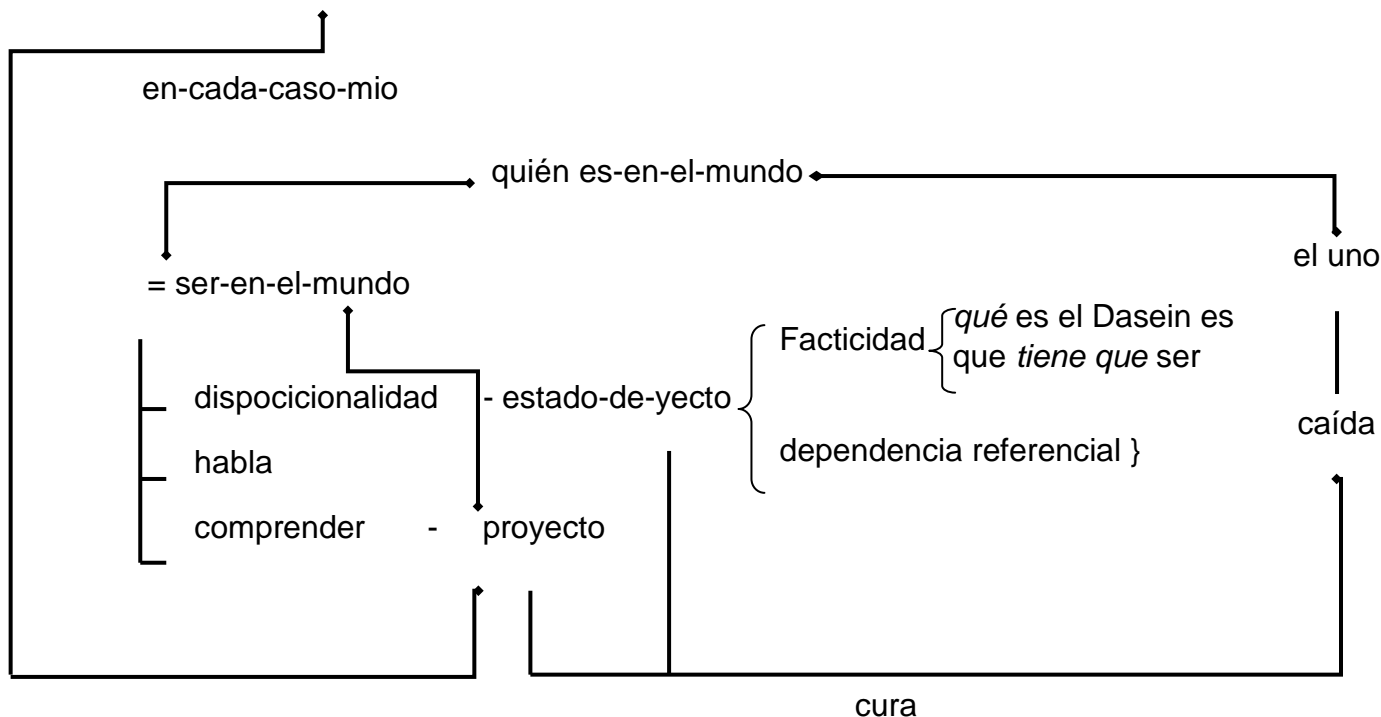 en-cada-caso-mio
quién es-en-el-mundo
el uno
= ser-en-el-mundo
Facticidad
qué es el Dasein es
que tiene que ser
dispocicionalidad - estado-de-yecto
caída
habla
dependencia referencial }
comprender - proyecto
cura